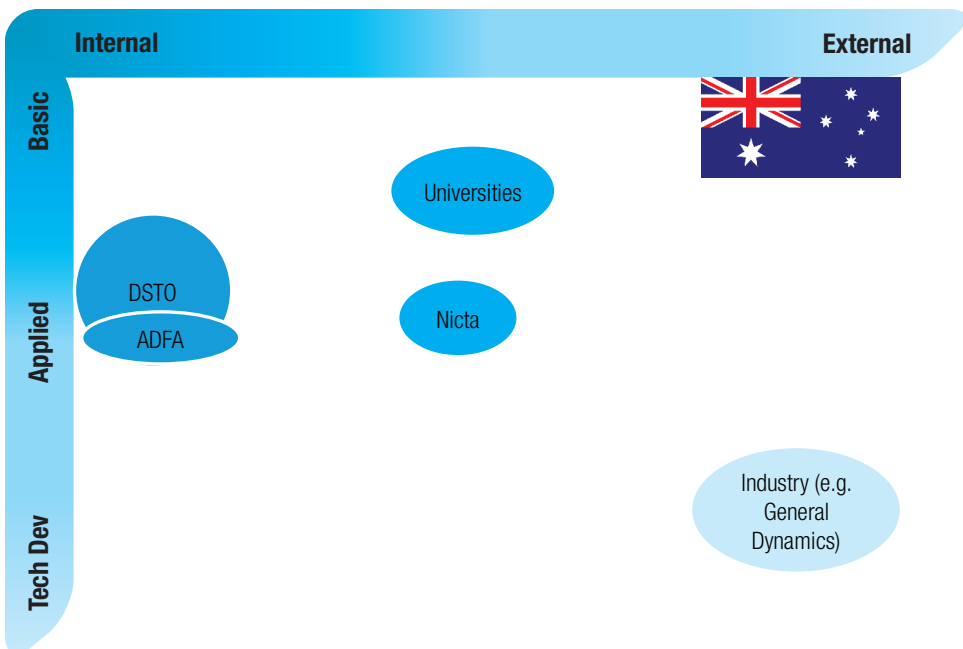 Internal
External
Basic
Applied
Tech Dev
Universities
DSTO
ADFA
Nicta
Industry (e.g.
General
Dynamics)